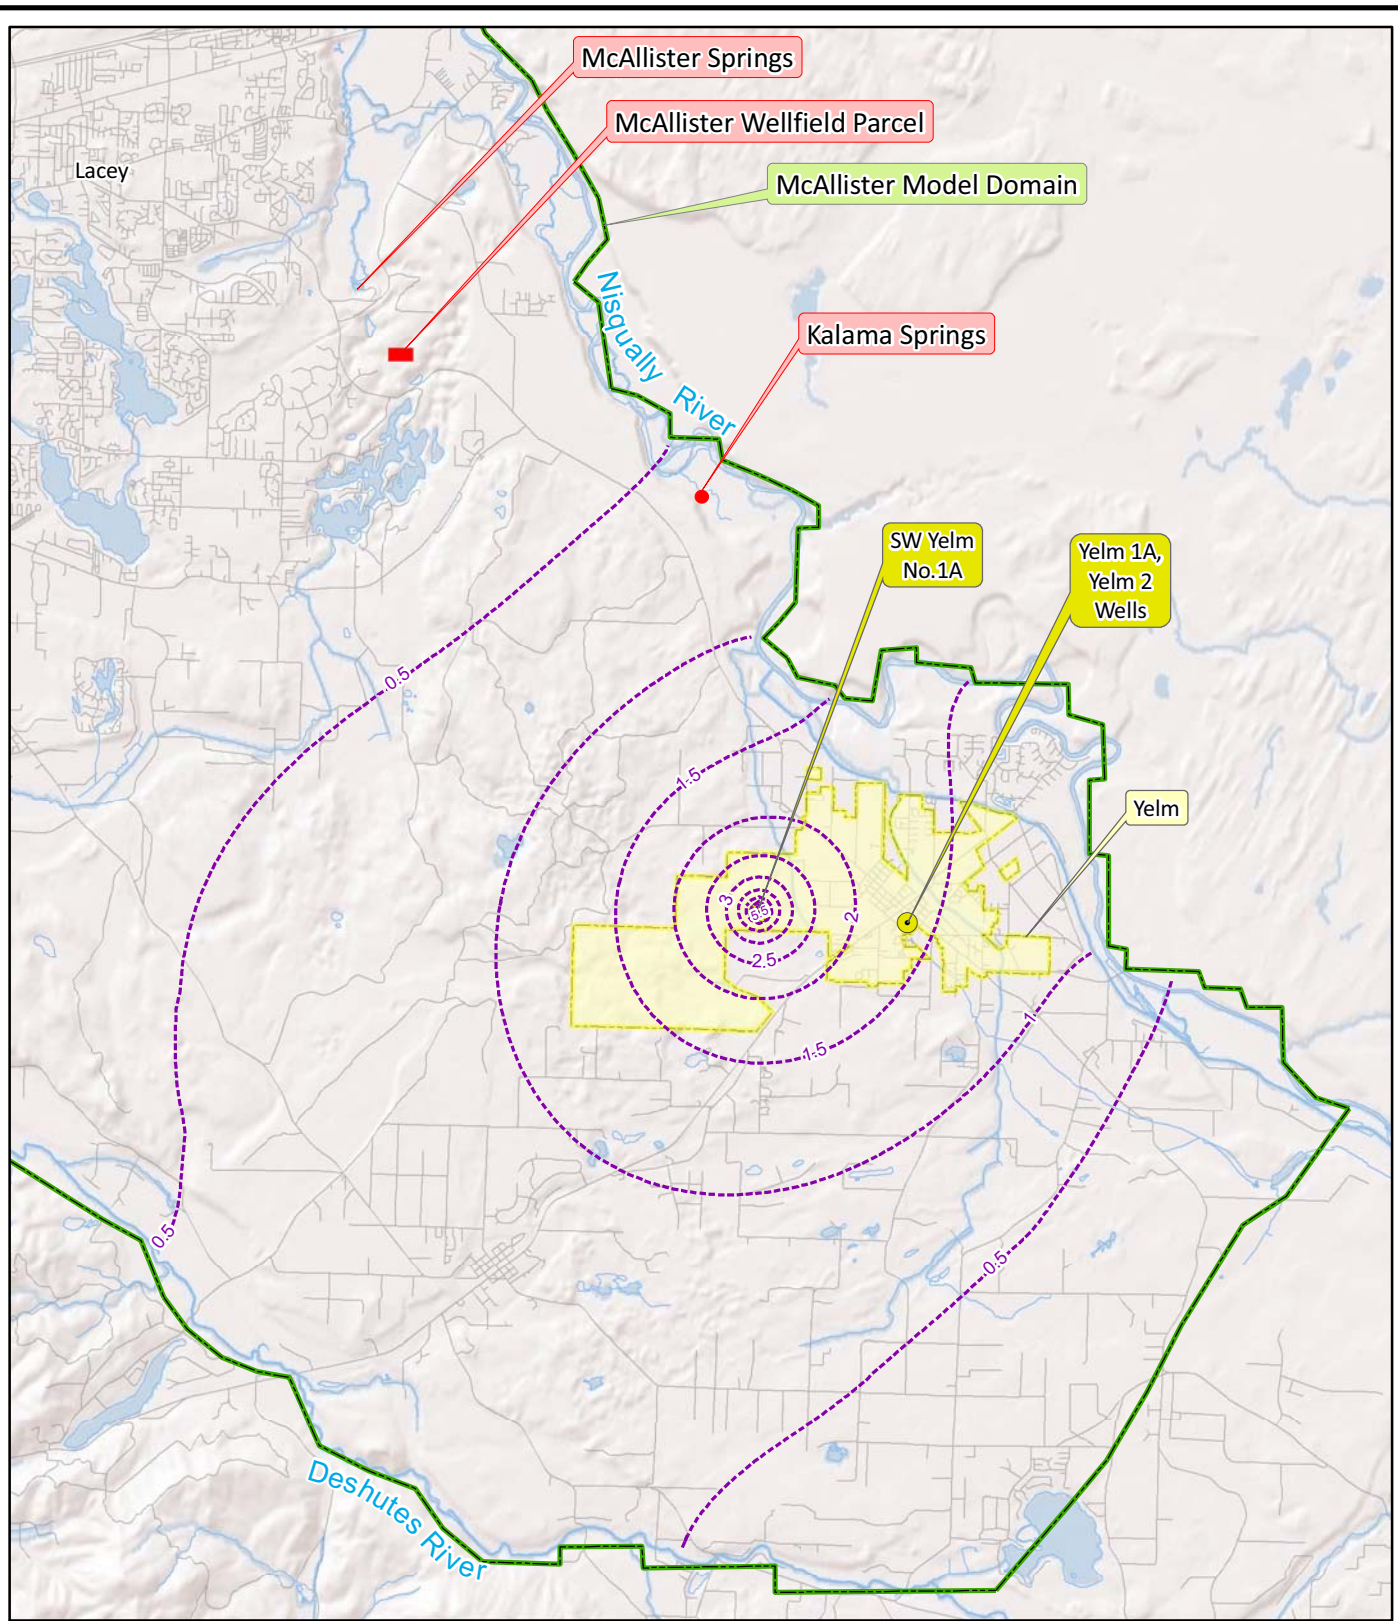 McAllister Springs
McAllister Wellfield Parcel
Lacey
McAllister Model Domain
Nisqually River
Kalama Springs
SW Yelm
No.1A
Yelm 1A,
Yelm 2
Wells
0.5
1.5
Yelm
3
5.5
2
2.5
1
1.5
0.5
0.5
Deshutes River